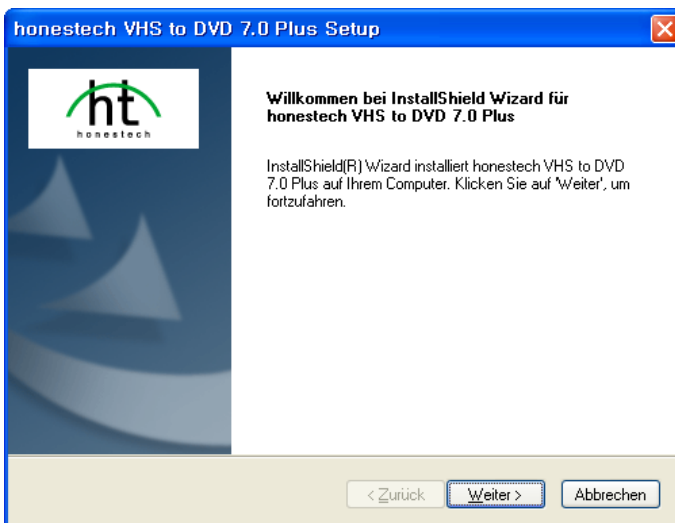 honestech VHS to DVD 7.0 Plus Setup
ht
honestech
Willkommen bei InstallShield Wizard für
honestech VHS to DVD 7.0 Plus
InstallShield(R) Wizard installiert honestech VHS to DVD
7.0 Plus auf Ihrem Computer. Klicken Sie auf 'Weiter', um
fortzufahren.
< Zurück
Weiter >
Abbrechen